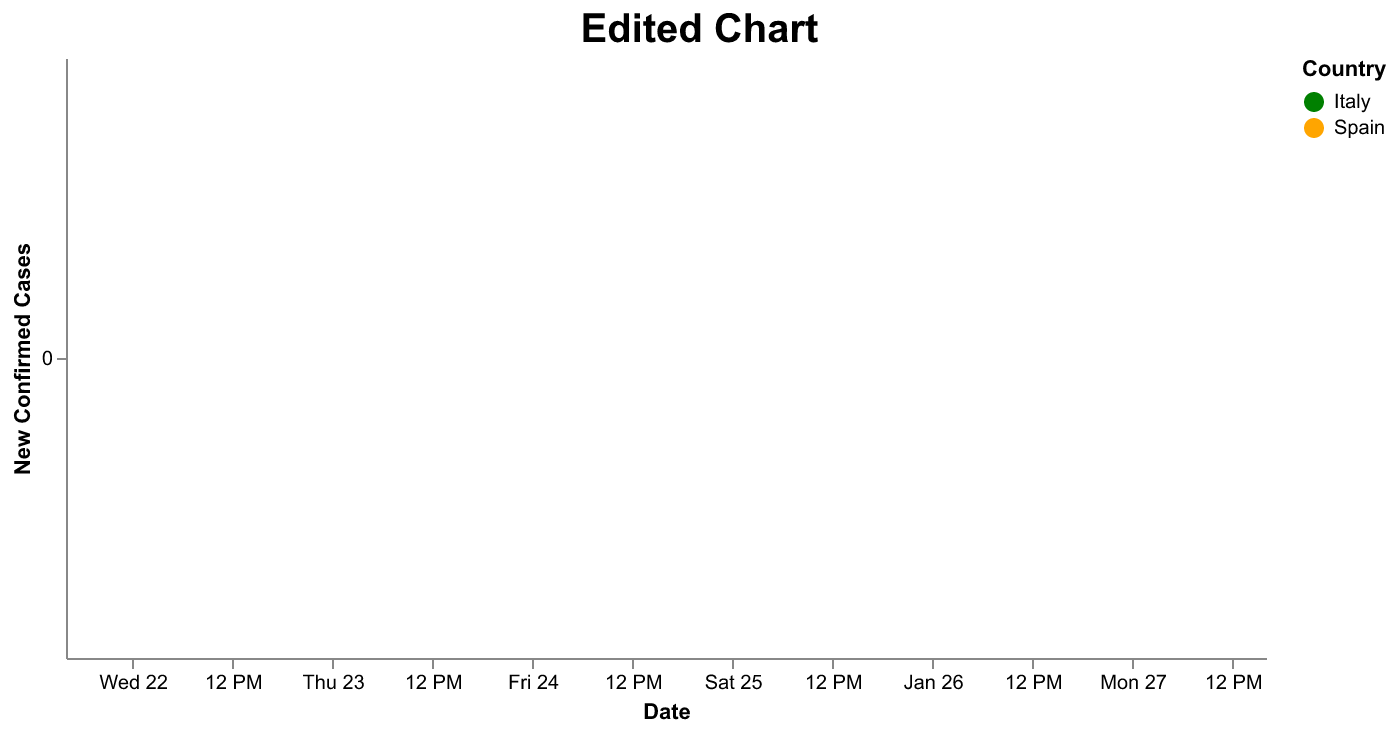 Edited Chart
Country
Italy
Spain
New Confirmed Cases
0
Wed 22 12 PM Thu 23 12 PM Fri 24 12 PM Sat 25 12 PM Jan 26 12 PM Mon 27 12 PM
Date